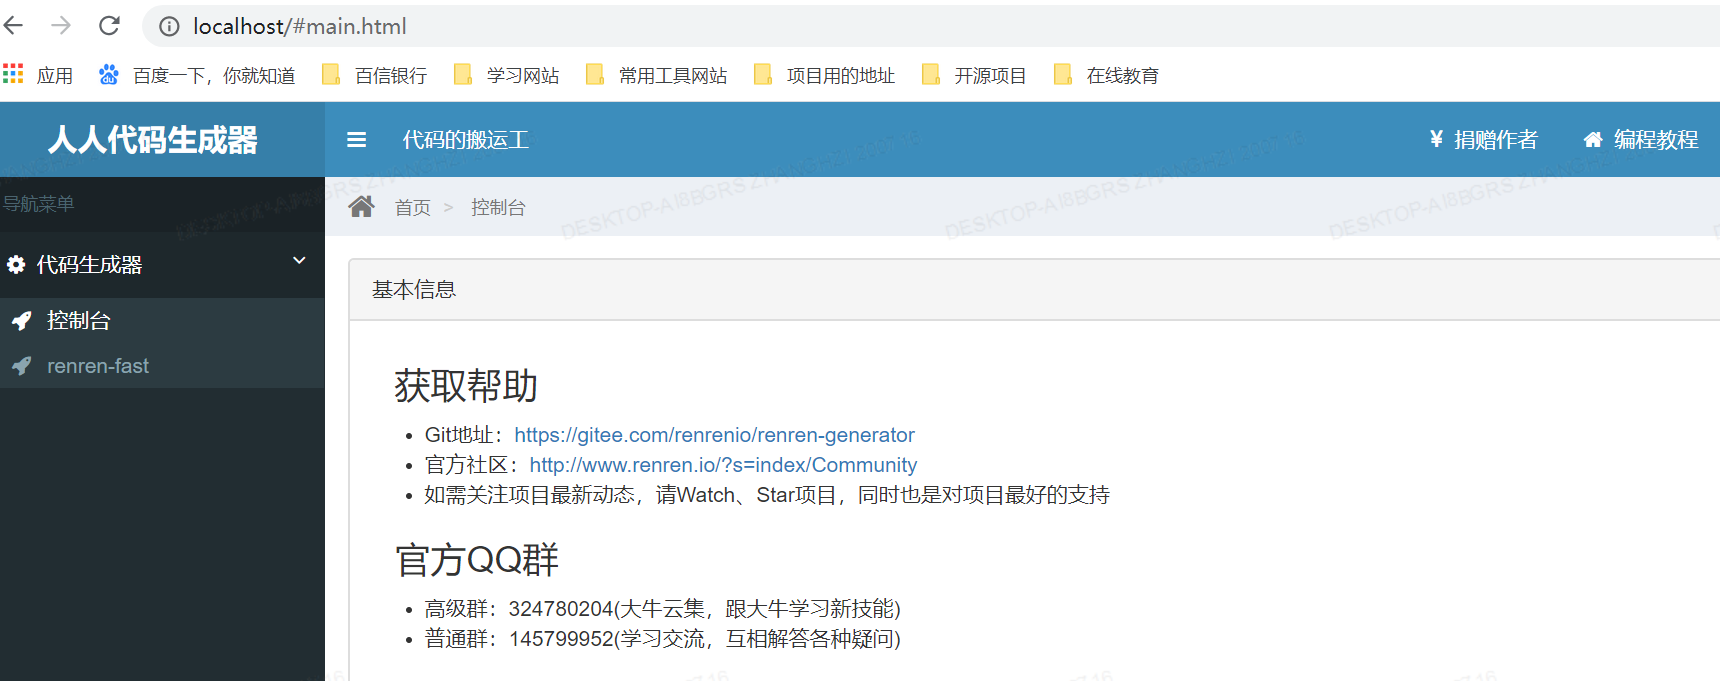 localhost/#main.html
应用 百度一下，你就知道 百信银行 学习网站 常用工具网站 项目用的地址 开源项目 在线教育
人人代码生成器 代码的搬运工 ¥ 捐赠作者 编程教程
导航菜单 首页 > 控制台
代码生成器
基本信息
控制台
renren-fast
获取帮助
• Git地址：https://gitee.com/renrenio/renren-generator
• 官方社区：http://www.renren.io/?s=index/Community
• 如需关注项目最新动态，请Watch、Star项目，同时也是对项目最好的支持
官方QQ群
• 高级群：324780204(大牛云集，跟大牛学习新技能)
• 普通群：145799952(学习交流，互相解答各种疑问)